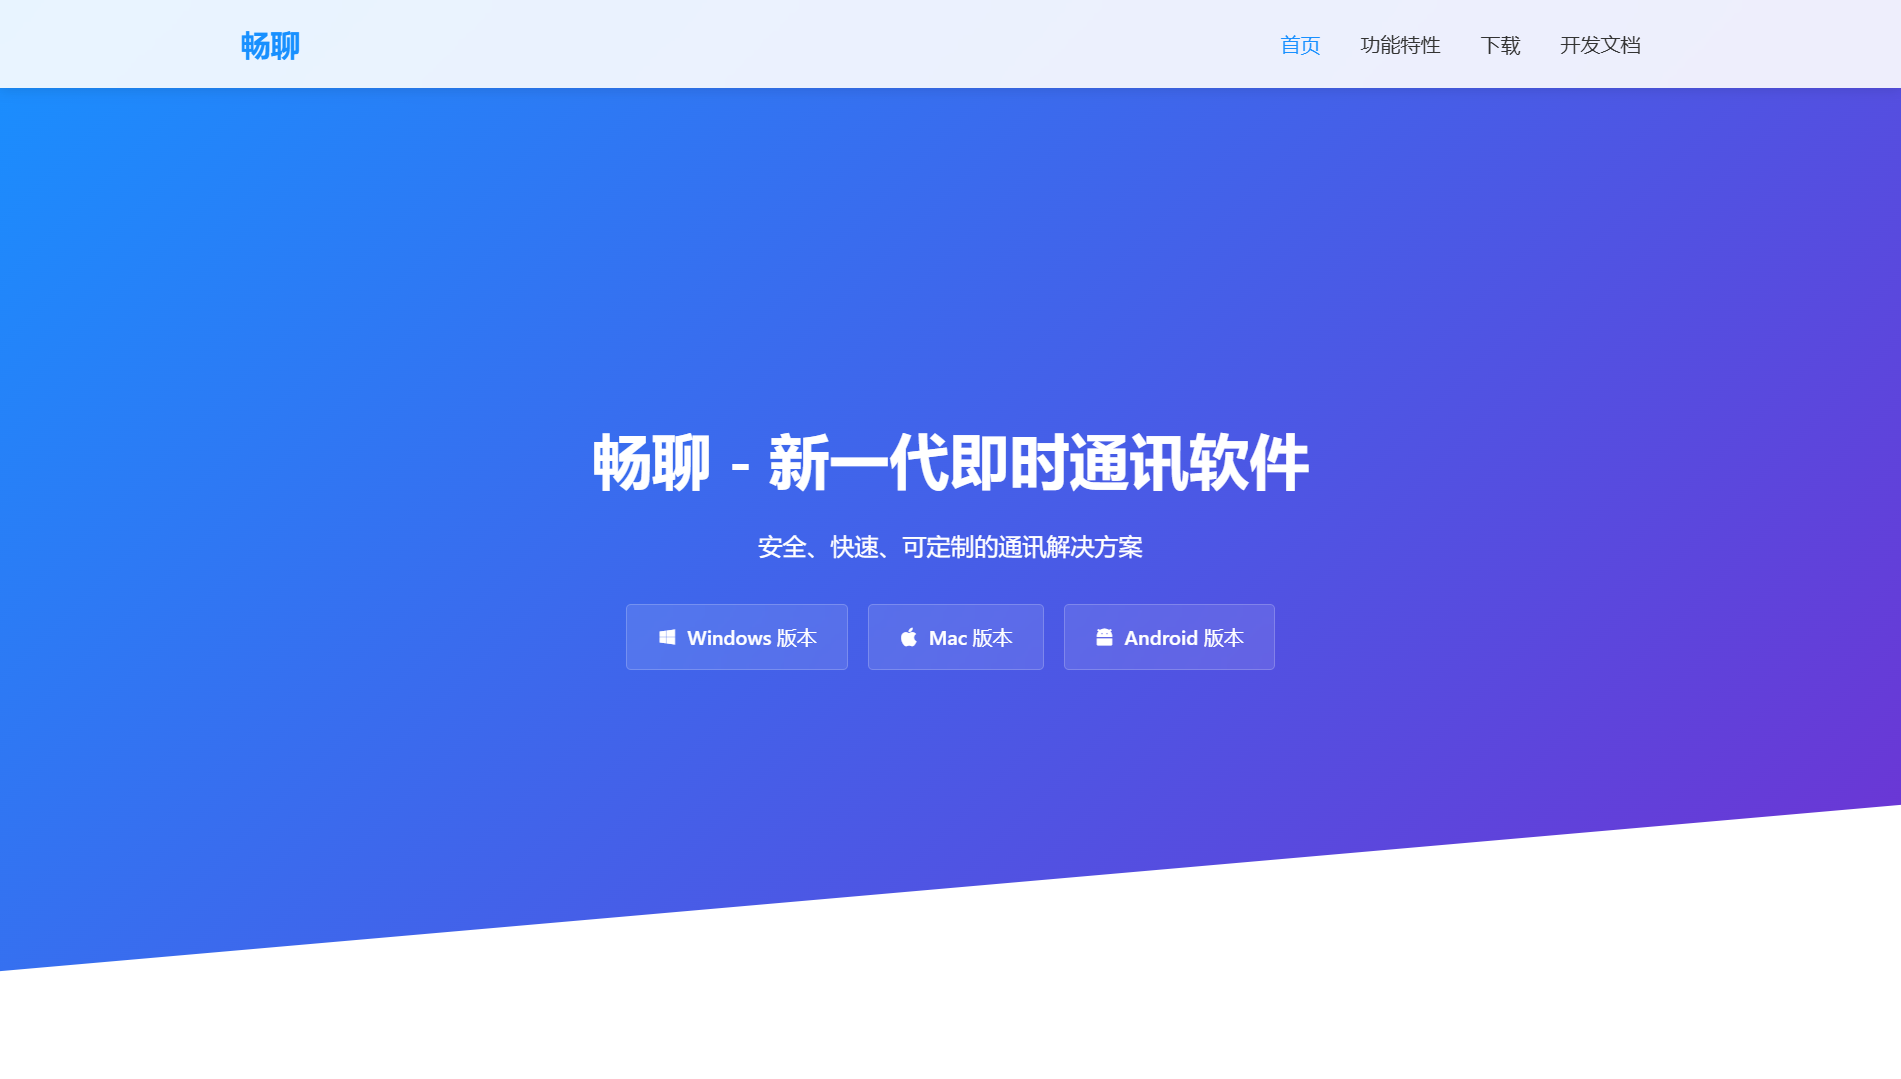 畅聊
首页 功能特性 下载 开发文档
畅聊 - 新一代即时通讯软件
安全、快速、可定制的通讯解决方案
Windows 版本 Mac 版本 Android 版本